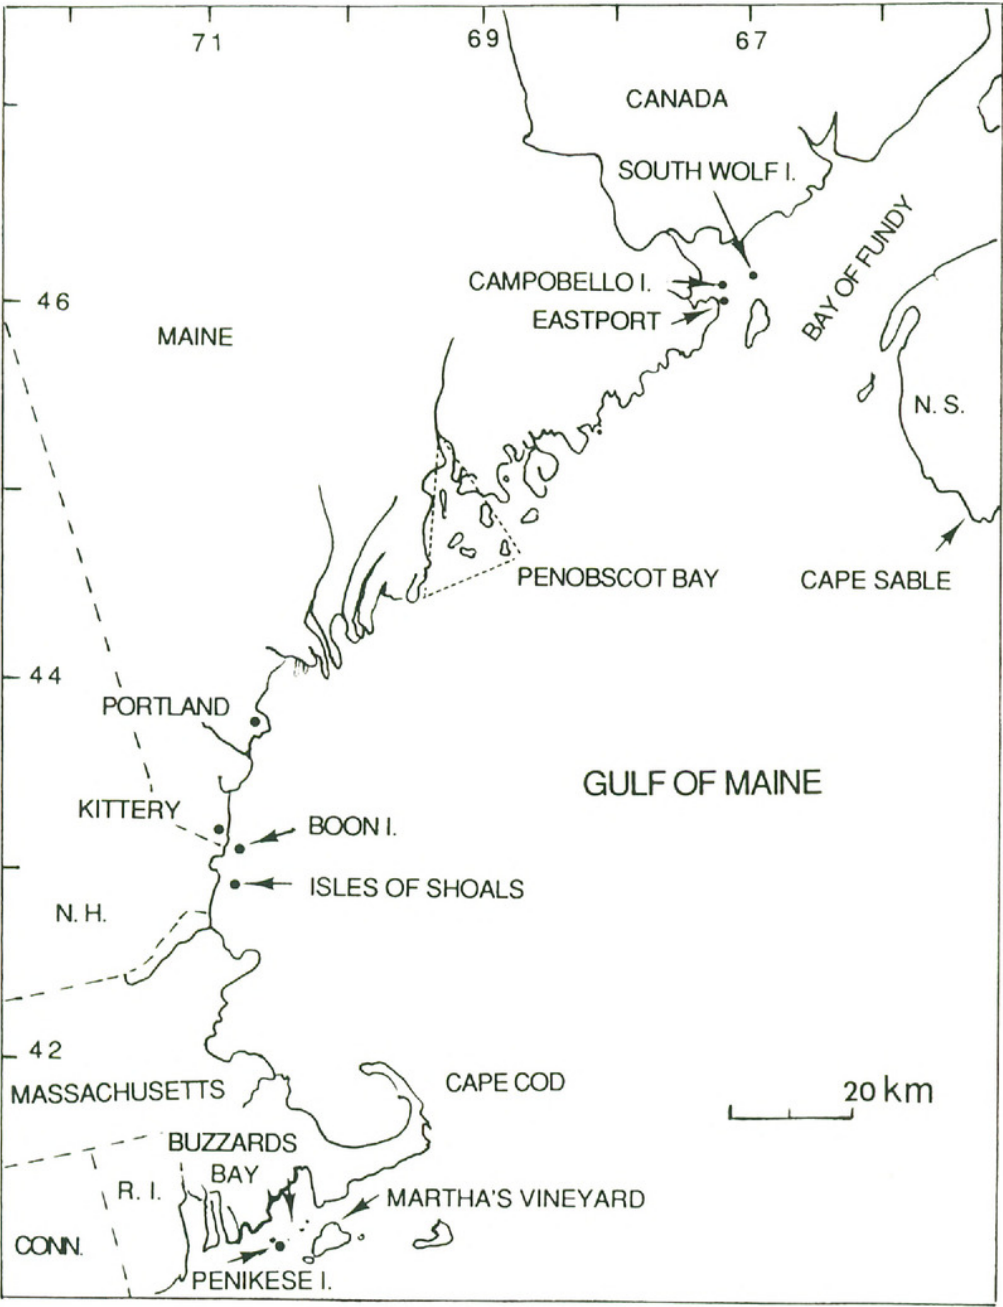 71
69
67
CANADA
SOUTH WOLF I.
BAY OF FUNDY
CAMPOBELLO I.
46
EASTPORT
MAINE
N. S.
PENOBSCOT BAY
CAPE SABLE
44
PORTLAND
GULF OF MAINE
KITTERY
BOON I.
ISLES OF SHOALS
N. H.
42
CAPE COD
MASSACHUSETTS
20 km
BUZZARDS
BAY
R. I.
MARTHA'S VINEYARD
CONN.
PENIKESE I.